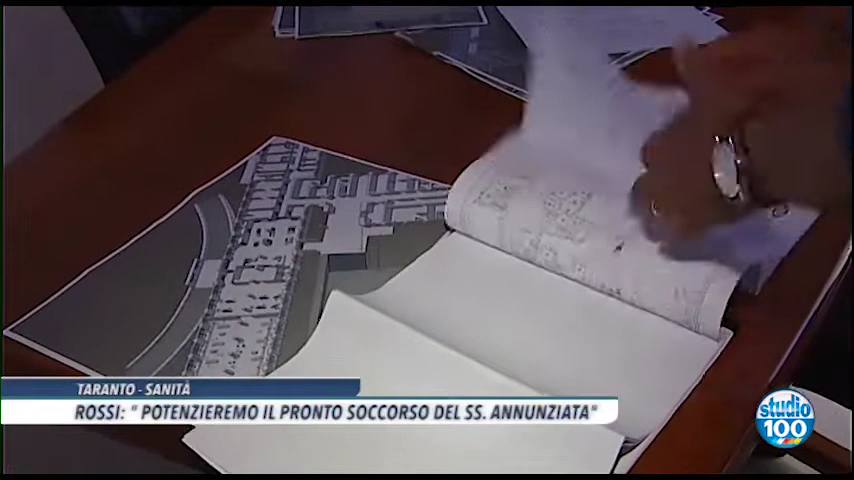 TARANTO - SANITÀ
ROSSI: " POTENZIEREMO IL PRONTO SOCCORSO DEL SS. ANNUNZIATA"
studio
100